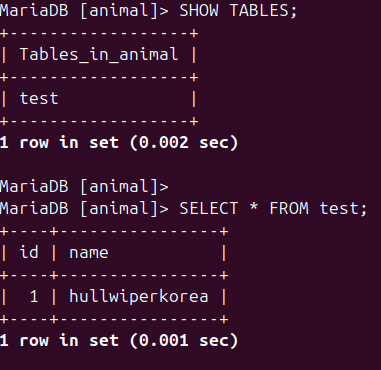 MariaDB [animal]> SHOW TABLES;
+------------------+
| Tables_in_animal |
+------------------+
| test             |
+------------------+
1 row in set (0.002 sec)

MariaDB [animal]>
MariaDB [animal]> SELECT * FROM test;
+----+----------------+
| id | name           |
+----+----------------+
|  1 | hullwiperkorea |
+----+----------------+
1 row in set (0.001 sec)